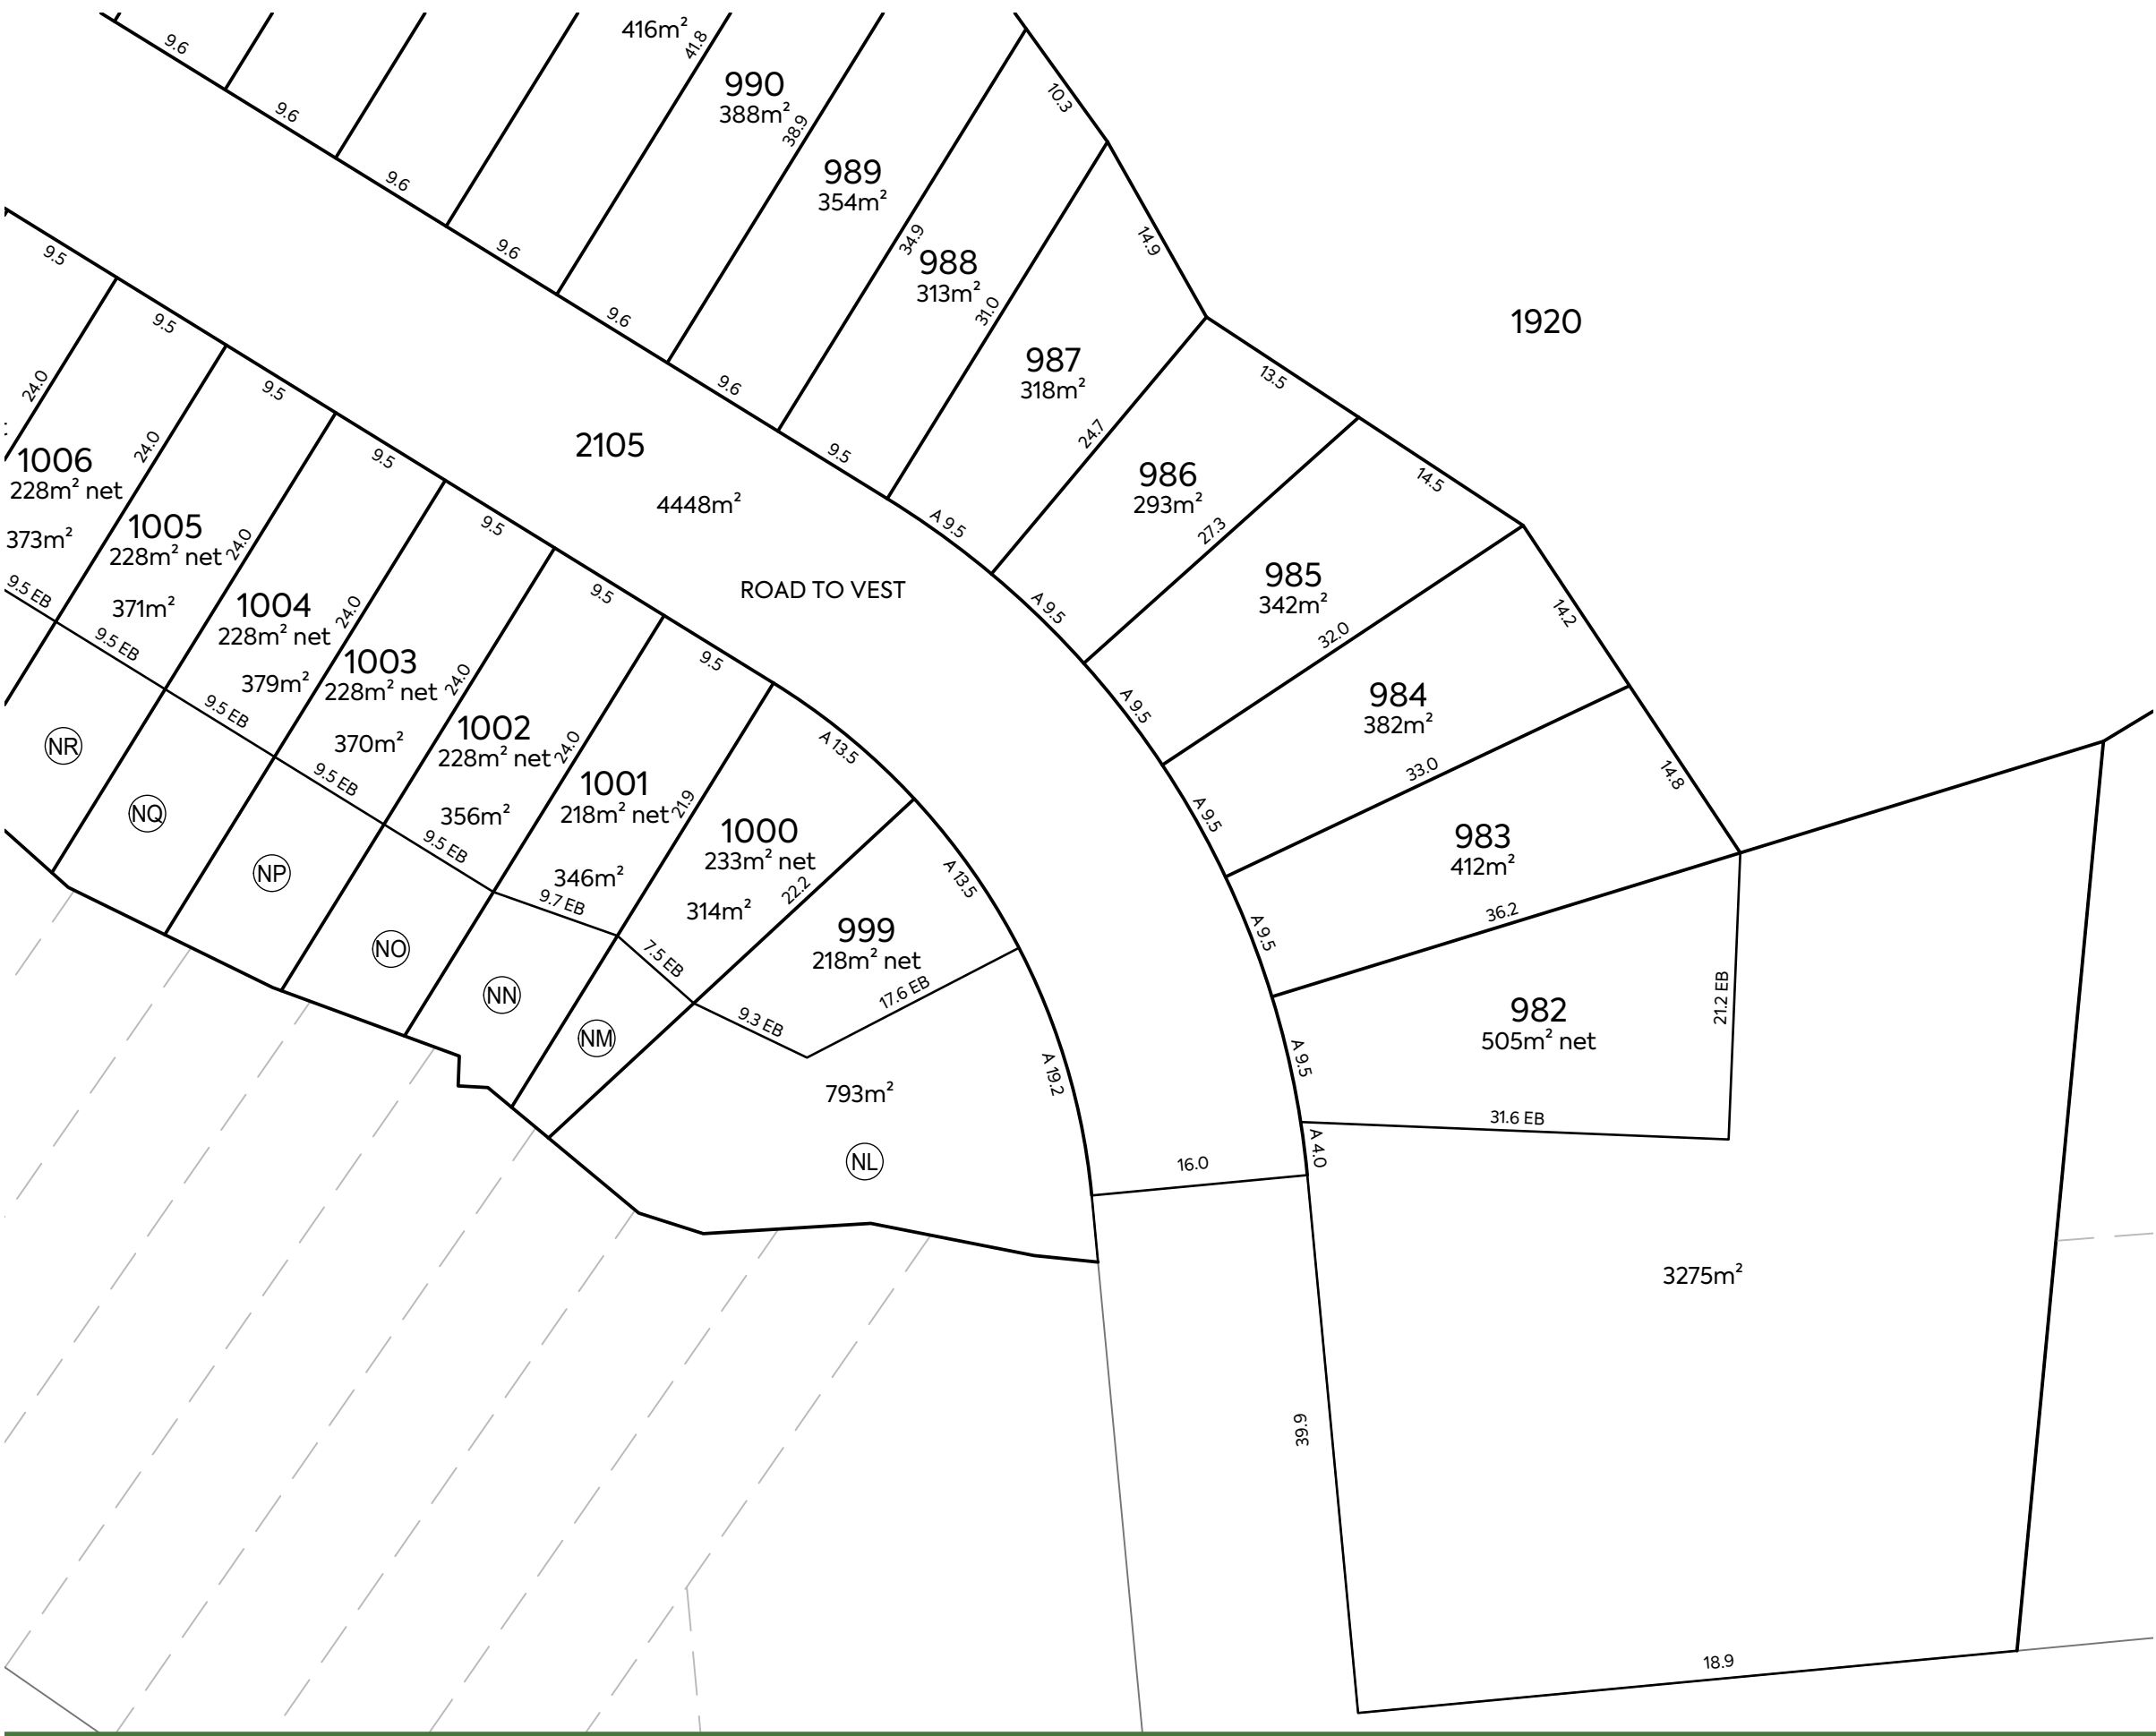 416m²
41.8
9.6
990
388m²
38.9
10.3
9.6
989
354m²
9.6
34.9
14.9
9.6
988
313m²
31.0
9.5
9.6
1920
9.5
987
318m²
13.5
9.6
24.0
9.5
24.7
9.5
2105
9.5
24.0
1006
228m² net
986
293m²
14.5
4448m²
A 9.5
9.5
27.3
373m²
1005
228m² net
24.0
ROAD TO VEST
985
342m²
9.5
9.5 EB
371m²
1004
228m² net
24.0
A 9.5
14.2
32.0
9.5 EB
379m²
1003
228m² net
24.0
9.5
984
382m²
A 9.5
9.5 EB
NR
370m²
1002
228m² net
24.0
A 13.5
33.0
14.8
9.5 EB
1001
218m² net
21.9
A 9.5
NQ
356m²
1000
233m² net
983
412m²
9.5 EB
NP
346m²
22.2
A 13.5
9.7 EB
314m²
999
218m² net
36.2
A 9.5
NO
7.5 EB
17.6 EB
NN
9.3 EB
982
505m² net
21.2 EB
NM
A 9.5
A 19.2
793m²
31.6 EB
A 4.0
NL
16.0
3275m²
39.9
18.9